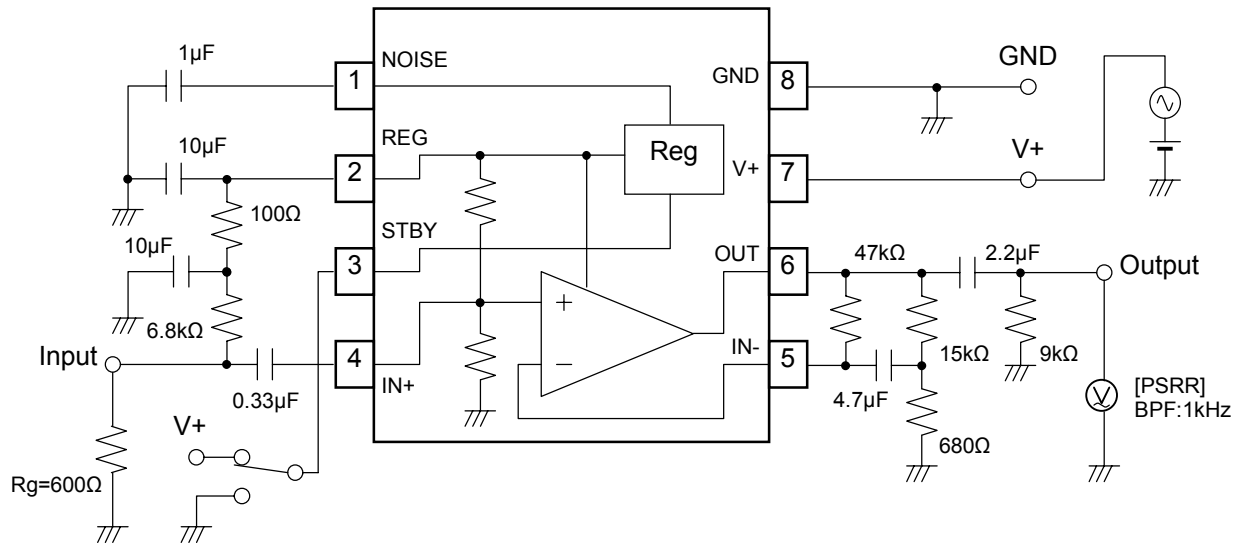 1µF
1
NOISE
GND
8
GND
10µF
2
REG
Reg
V+
7
V+
100Ω
10µF
3
STBY
OUT
6
47kΩ
2.2µF
Output
6.8kΩ
+
Input
4
IN+
−
IN-
5
15kΩ
9kΩ
0.33µF
4.7µF
V
[PSRR]
BPF:1kHz
V+
680Ω
Rg=600Ω